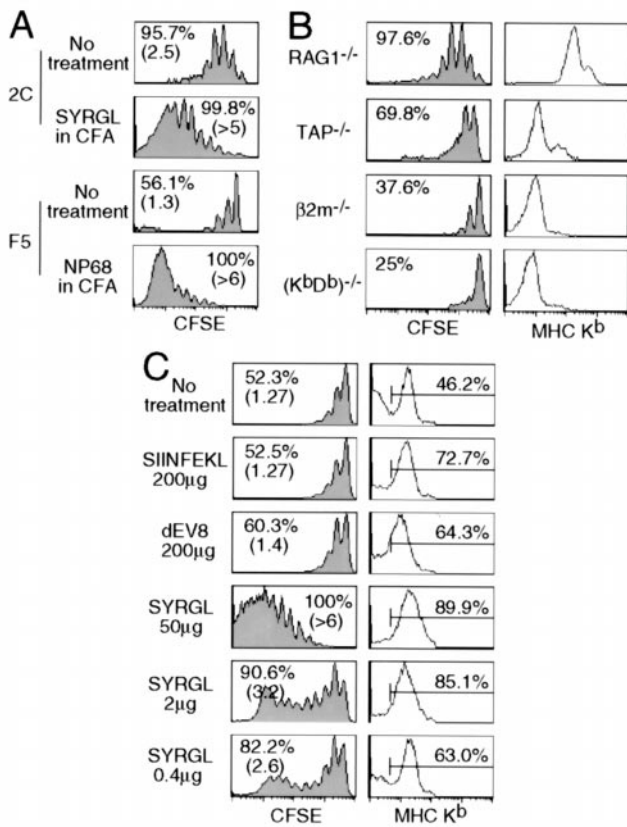 A
B
2C
F5
No
treatment
95.7%
(2.5)
SYRGL
in CFA
99.8%
(>5)
No
treatment
56.1%
(1.3)
NP68
in CFA
100%
(>6)
CFSE
RAG1-/-
97.6%
TAP-/-
69.8%
β2m-/-
37.6%
(KbDb)-/-
25%
CFSE
MHC Kb
C
No
treatment
52.3%
(1.27)
46.2%
SIINFEKL
200µg
52.5%
(1.27)
72.7%
dEV8
200µg
60.3%
(1.4)
64.3%
SYRGL
50µg
100%
(>6)
89.9%
SYRGL
2µg
90.6%
(3.2)
85.1%
SYRGL
0.4µg
82.2%
(2.6)
63.0%
CFSE
MHC Kb